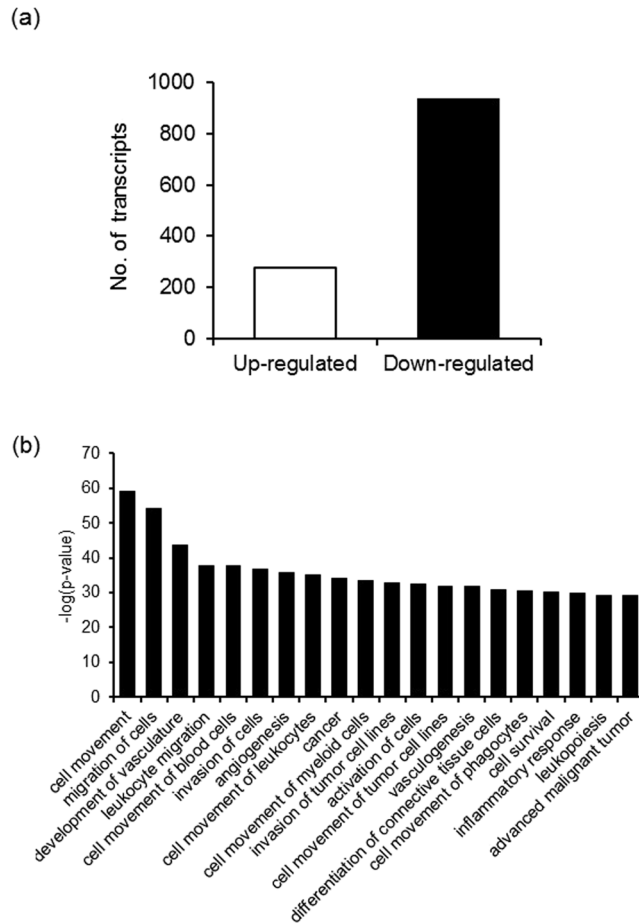 (a)
No. of transcripts
1000
800
600
400
200
0
Up-regulated
Down-regulated
(b)
-log(p-value)
70
60
50
40
30
20
10
0
cell movement
migration of cells
development of vasculature
leukocyte migration
cell movement of blood cells
invasion of cells
angiogenesis
cell movement of leukocytes
cancer
cell movement of myeloid cells
invasion of tumor cell lines
activation of cells
cell movement of tumor cell lines
vasculogenesis
differentiation of connective tissue cells
cell movement of phagocytes
cell survival
inflammatory response
leukopoiesis
advanced malignant tumor